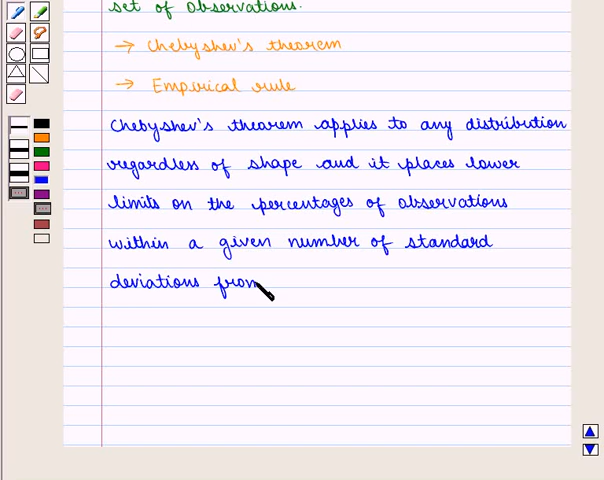 set of observations.
→ Chebyshev's theorem
→ Empirical rule
Chebyshev's theorem applies to any distribution
regardless of shape and it places lower
limits on the percentages of observations
within a given number of standard
deviations from